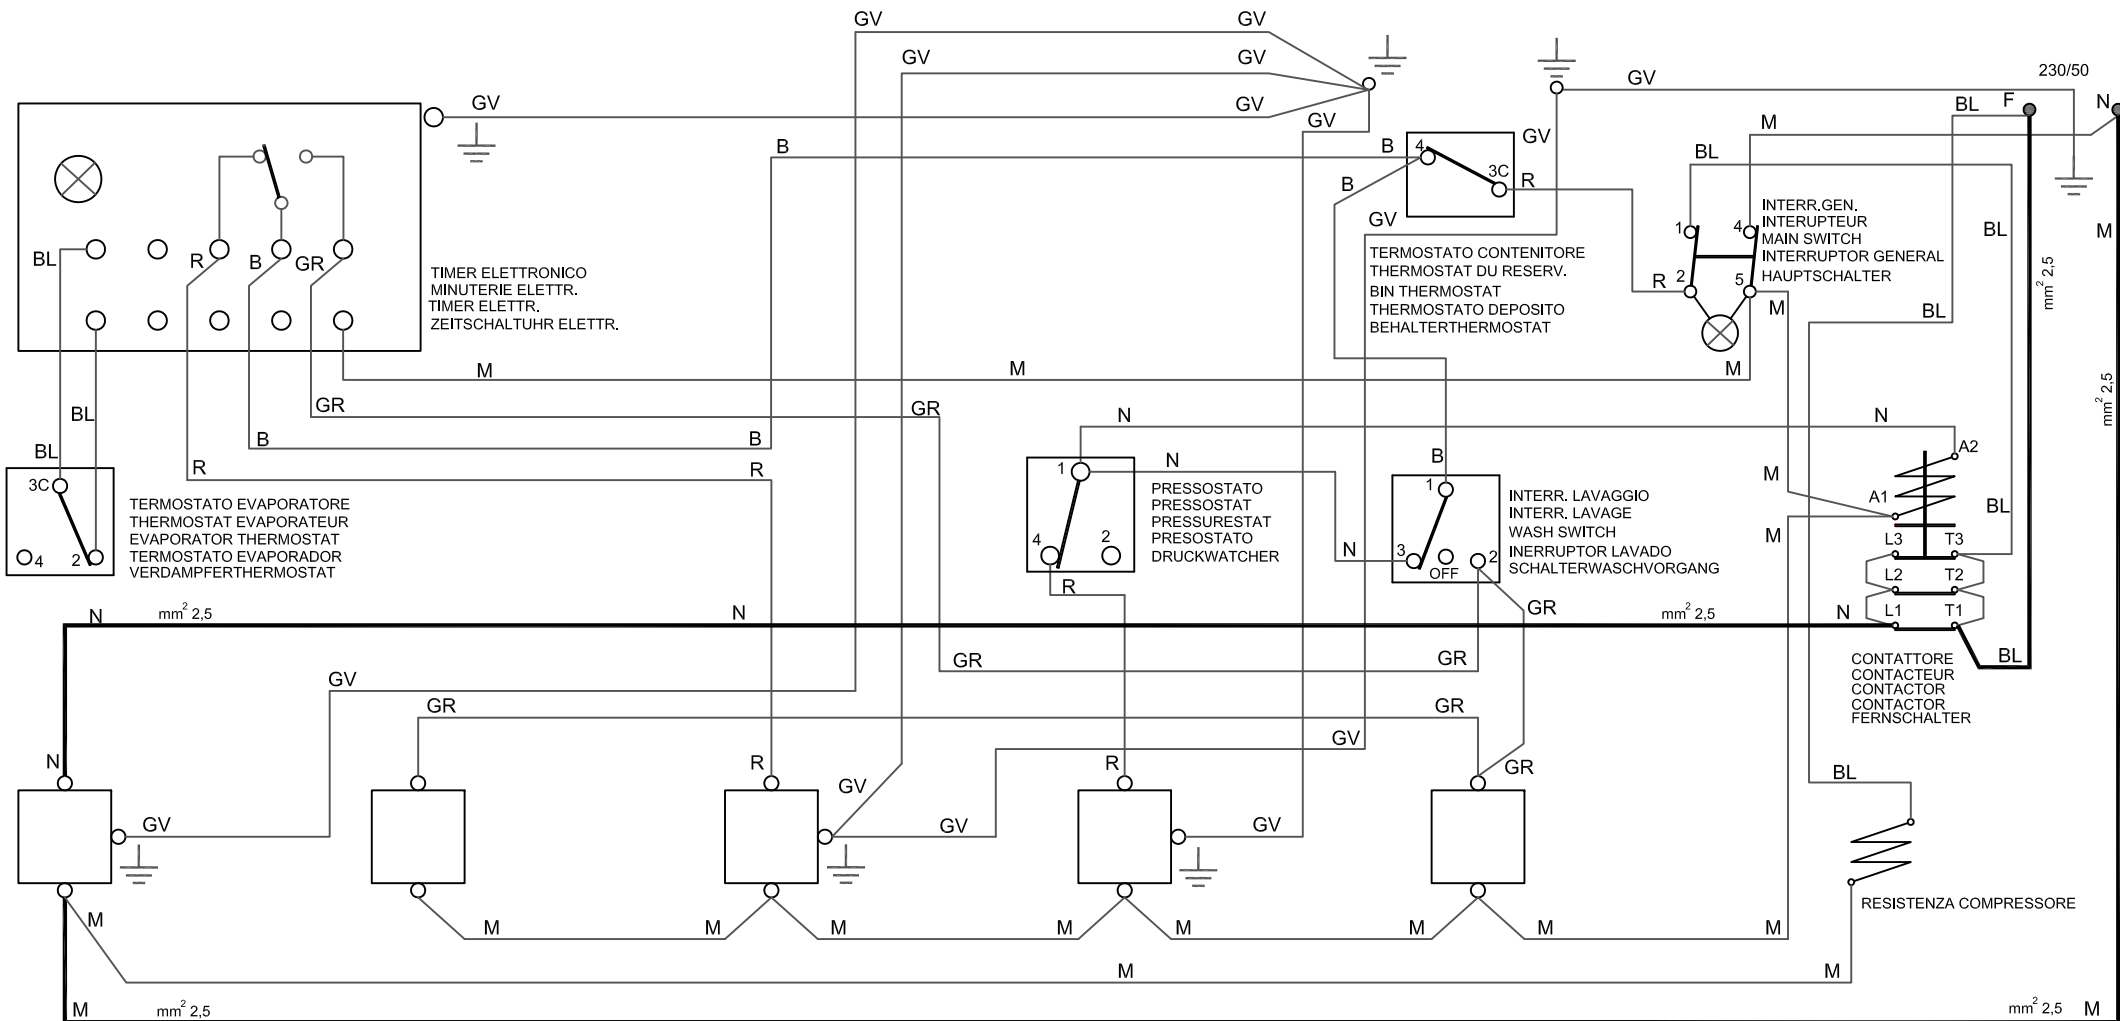 GV GV
GV GV
230/50
GV GV GV
F N
BL
GV
M
B B 4 GV
BL
3C
B R
INTERR.GEN.
INTERUPTEUR
MAIN SWITCH
INTERRUPTOR GENERAL
HAUPTSCHALTER
1 4
2 5
GV
BL
M
BL R B GR
TIMER ELETTRONICO
MINUTERIE ELETTR.
TIMER ELETTR.
ZEITSCHALTUHR ELETTR.
TERMOSTATO CONTENITORE
THERMOSTAT DU RESERV.
BIN THERMOSTAT
THERMOSTATO DEPOSITO
BEHALTERTHERMOSTAT
R
M
BL
mm² 2,5
M M M
mm² 2,5
BL
GR GR
N N
B B
A2
BL
R R
B
M
3C
4 2
TERMOSTATO EVAPORATORE
THERMOSTAT EVAPORATEUR
EVAPORATOR THERMOSTAT
TERMOSTATO EVAPORADOR
VERDAMPFERTHERMOSTAT
1
N
4 2
PRESSOSTATO
PRESSOSTAT
PRESSURESTAT
PRESOSTATO
DRUCKWATCHER
1
N 3 OFF 2
INTERR. LAVAGGIO
INTERR. LAVAGE
WASH SWITCH
INERRUPTOR LAVADO
SCHALTERWASCHVORGANG
A1
BL
M
L3 T3
L2 T2
L1 T1
R
GR
N mm² 2,5 N mm² 2,5 N
BL
GR GR
CONTATTORE
CONTACTEUR
CONTACTOR
CONTACTOR
FERNSCHALTER
GV
GR GR
GV
N R R GR
BL
GV
GV GV GV
RESISTENZA COMPRESSORE
M M M M M M M M M
M M
M mm² 2,5 mm² 2,5 M